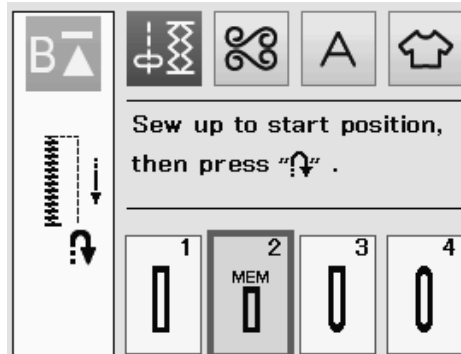 B
A
Sew up to start position,
then press “ ” .
1 2 3 4
MEM